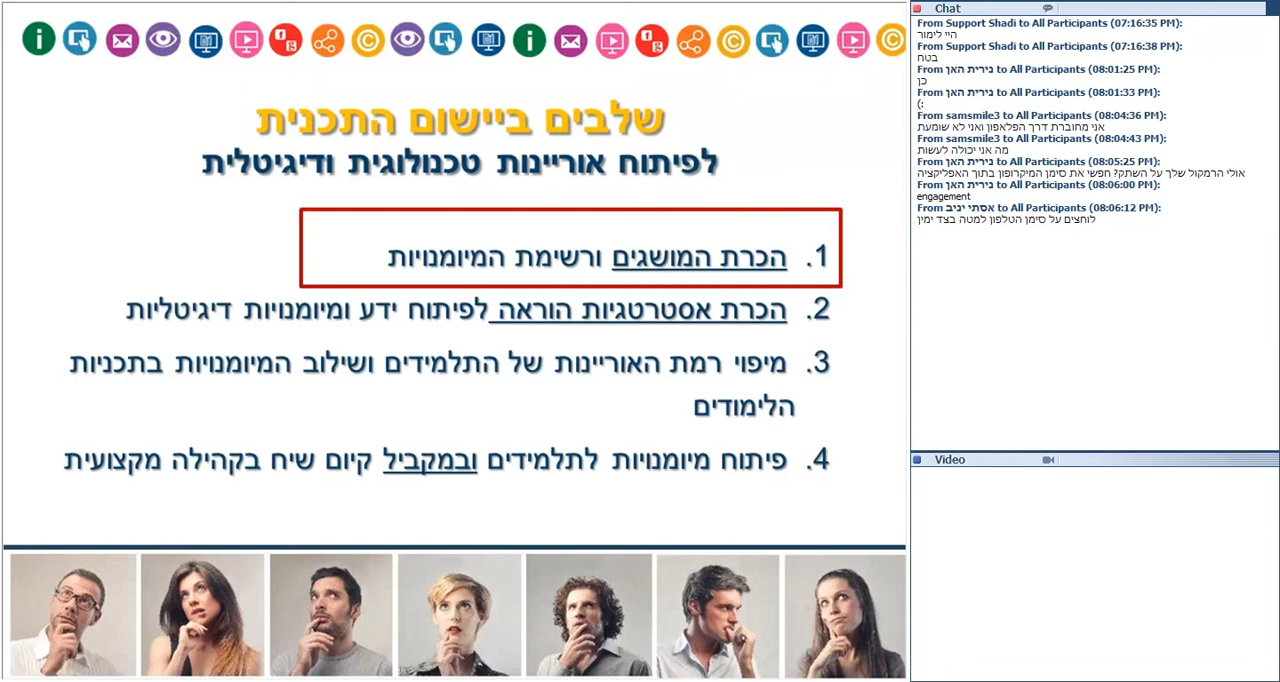 שלבים ביישום התכנית
לפיתוח אוריינות טכנולוגית ודיגיטלית
1. הכרת המושגים ורשימת המיומנויות
2. הכרת אסטרטגיות הוראה לפיתוח ידע ומיומנויות דיגיטליות
3. מיפוי רמת האוריינות של התלמידים ושילוב המיומנויות בתכניות
הלימודים
4. פיתוח מיומנויות לתלמידים ובמקביל קיום שיח בקהילה מקצועית
Chat
From Support Shadi to All Participants (07:16:35 PM):
היי לימור
From Support Shadi to All Participants (07:16:38 PM):
בטח
From נירית האן to All Participants (08:01:25 PM):
כן
From נירית האן to All Participants (08:01:33 PM):
(:
From samsmile3 to All Participants (08:04:36 PM):
אני מחוברת דרך הפלאפון ואני לא שומעת
From samsmile3 to All Participants (08:04:43 PM):
מה אני יכולה לעשות
From נירית האן to All Participants (08:05:25 PM):
אולי הרמקול שלך על השתק? חפשי את סימן המיקרופון בתוך האפליקציה
From נירית האן to All Participants (08:06:00 PM):
engagement
From אסתי יניב to All Participants (08:06:12 PM):
לוחצים על סימן הטלפון למטה בצד ימין
Video